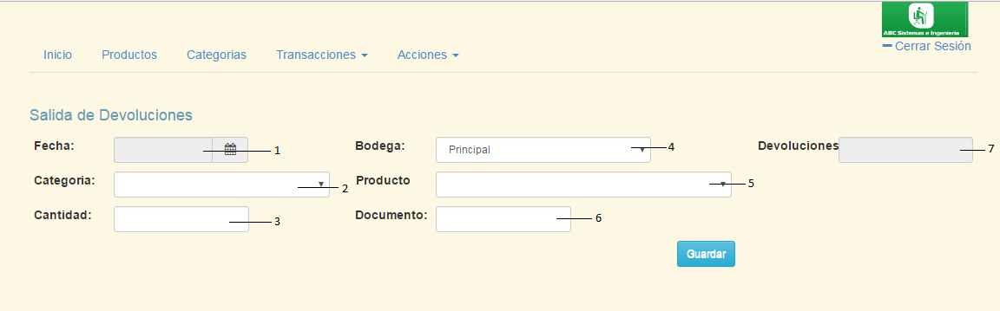 ABC Sistemas e Ingenieria
Cerrar Sesión
Inicio Productos Categorias Transacciones Acciones
Salida de Devoluciones
Fecha: 1 Bodega: Principal 4 Devoluciones 7
Categoria: 2 Producto 5
Cantidad: 3 Documento: 6
Guardar